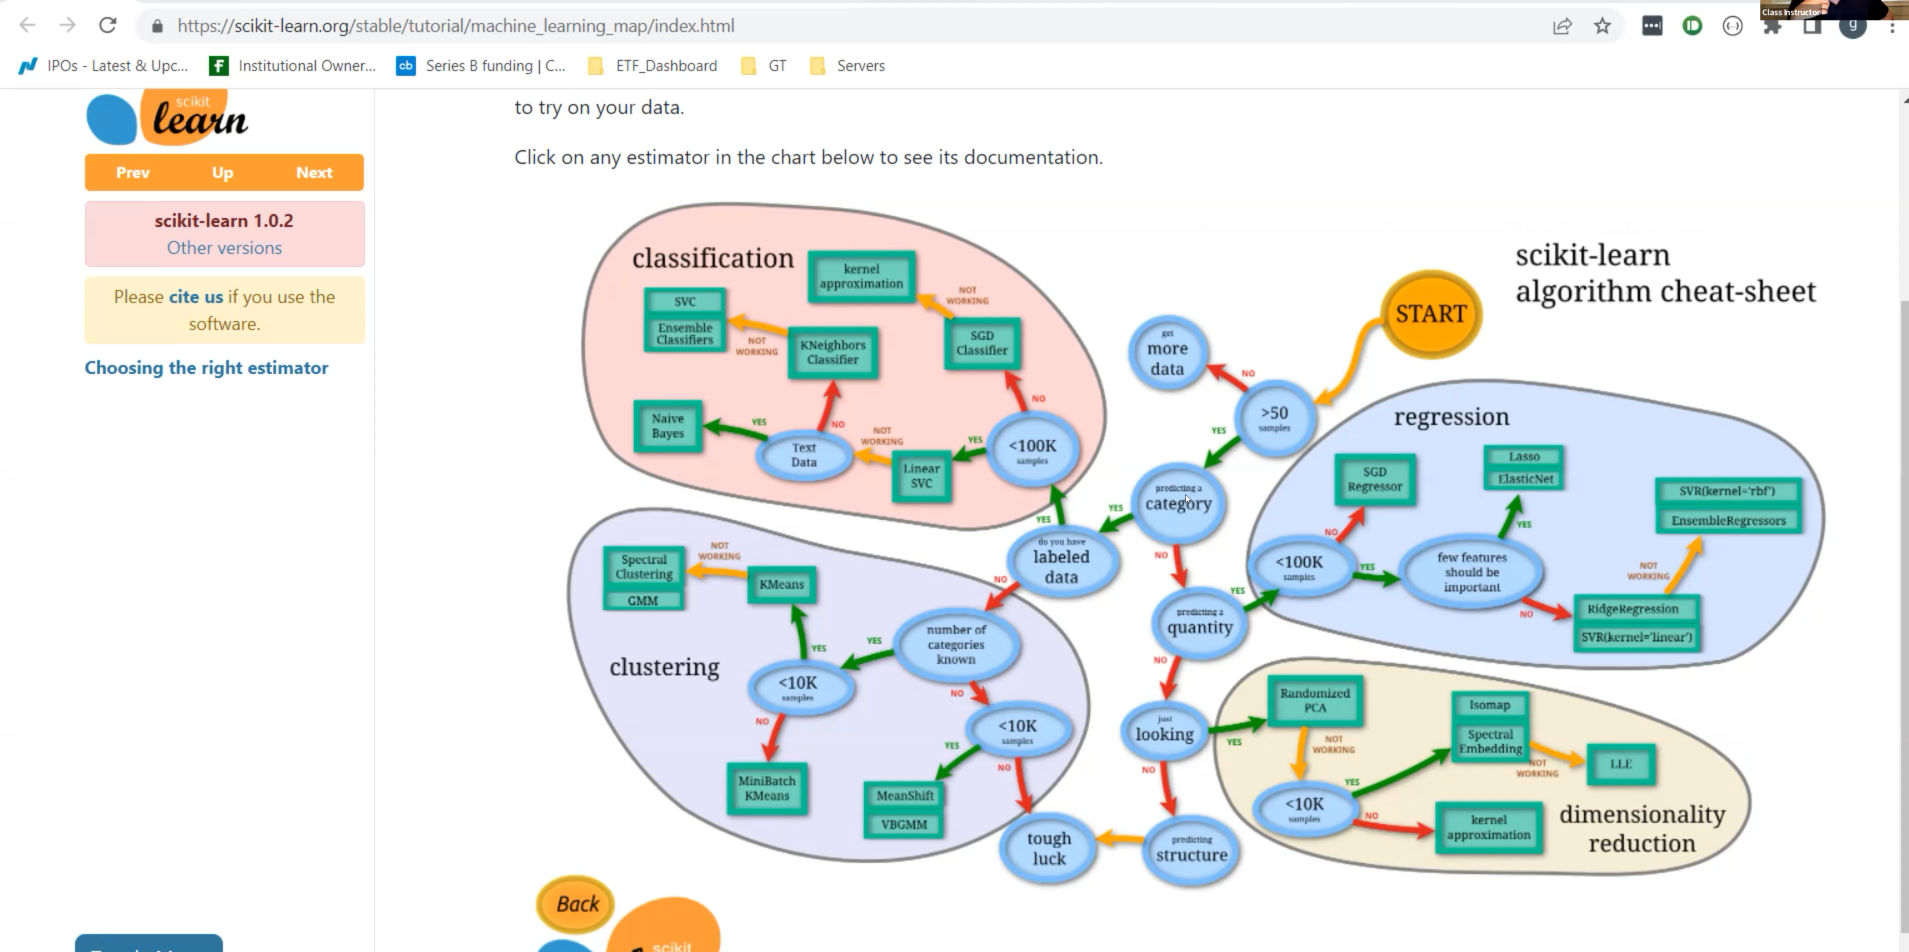 https://scikit-learn.org/stable/tutorial/machine_learning_map/index.html
Class Instructor
g
IPOs - Latest & Upc...
Institutional Owner...
cb
Series B funding | C...
ETF_Dashboard
GT
Servers
scikit
learn
Prev
Up
Next
scikit-learn 1.0.2
Other versions
Please cite us if you use the
software.
Choosing the right estimator
to try on your data.
Click on any estimator in the chart below to see its documentation.
scikit-learn
algorithm cheat-sheet
START
get
more
data
NO
>50
samples
YES
predicting a
category
YES
NO
do you have
labeled
data
YES
NO
predicting a
quantity
YES
NO
just
looking
YES
NO
predicting
structure
tough
luck
classification
kernel
approximation
NOT
WORKING
SVC
Ensemble
Classifiers
NOT
WORKING
KNeighbors
Classifier
SGD
Classifier
NO
Naive
Bayes
YES
NO
Text
Data
NOT
WORKING
Linear
SVC
YES
<100K
samples
regression
SGD
Regressor
Lasso
ElasticNet
SVR(kernel='rbf')
EnsembleRegressors
NO
YES
<100K
samples
YES
few features
should be
important
NOT
WORKING
NO
RidgeRegression
SVR(kernel='linear')
clustering
Spectral
Clustering
GMM
NOT
WORKING
KMeans
number of
categories
known
YES
YES
<10K
samples
NO
NO
<10K
samples
YES
NO
MiniBatch
KMeans
MeanShift
VBGMM
dimensionality
reduction
Randomized
PCA
NOT
WORKING
Isomap
Spectral
Embedding
NOT
WORKING
LLE
YES
<10K
samples
NO
kernel
approximation
Back
scikit